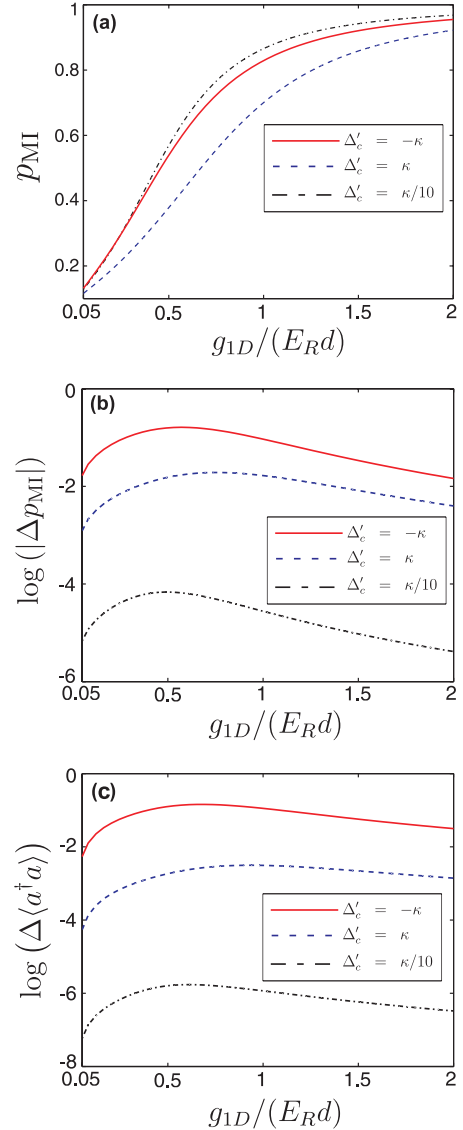 (a)
1
0.8
0.6
0.4
0.2
p_MI
Δ′_c = −κ
Δ′_c = κ
Δ′_c = κ/10
0.05 0.5 1 1.5 2
g_1D/(E_R d)
(b)
0
-2
-4
-6
log (|Δp_MI|)
Δ′_c = −κ
Δ′_c = κ
Δ′_c = κ/10
0.05 0.5 1 1.5 2
g_1D/(E_R d)
(c)
0
-2
-4
-6
-8
log (Δ⟨a†a⟩)
Δ′_c = −κ
Δ′_c = κ
Δ′_c = κ/10
0.05 0.5 1 1.5 2
g_1D/(E_R d)